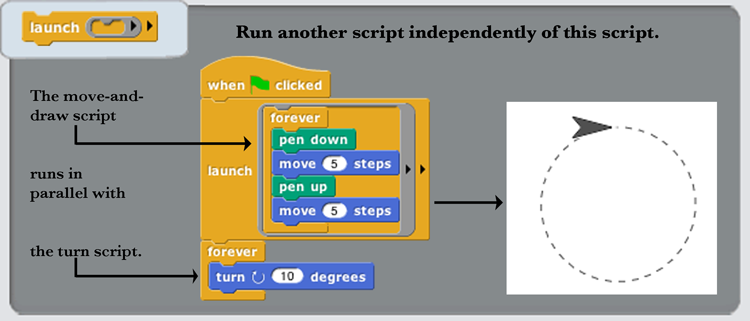 launch
Run another script independently of this script.
when clicked
The move-and-
draw script
forever
pen down
move 5 steps
launch
pen up
move 5 steps
runs in
parallel with
the turn script.
forever
turn 10 degrees